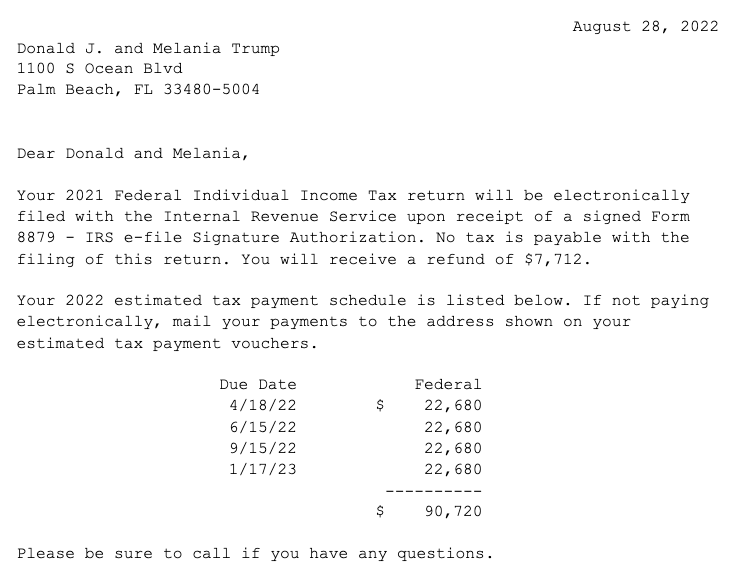 August 28, 2022
Donald J. and Melania Trump
1100 S Ocean Blvd
Palm Beach, FL 33480-5004
Dear Donald and Melania,
Your 2021 Federal Individual Income Tax return will be electronically
filed with the Internal Revenue Service upon receipt of a signed Form
8879 - IRS e-file Signature Authorization. No tax is payable with the
filing of this return. You will receive a refund of $7,712.
Your 2022 estimated tax payment schedule is listed below. If not paying
electronically, mail your payments to the address shown on your
estimated tax payment vouchers.
Due Date Federal
4/18/22 $ 22,680
6/15/22 22,680
9/15/22 22,680
1/17/23 22,680
----------
$ 90,720
Please be sure to call if you have any questions.